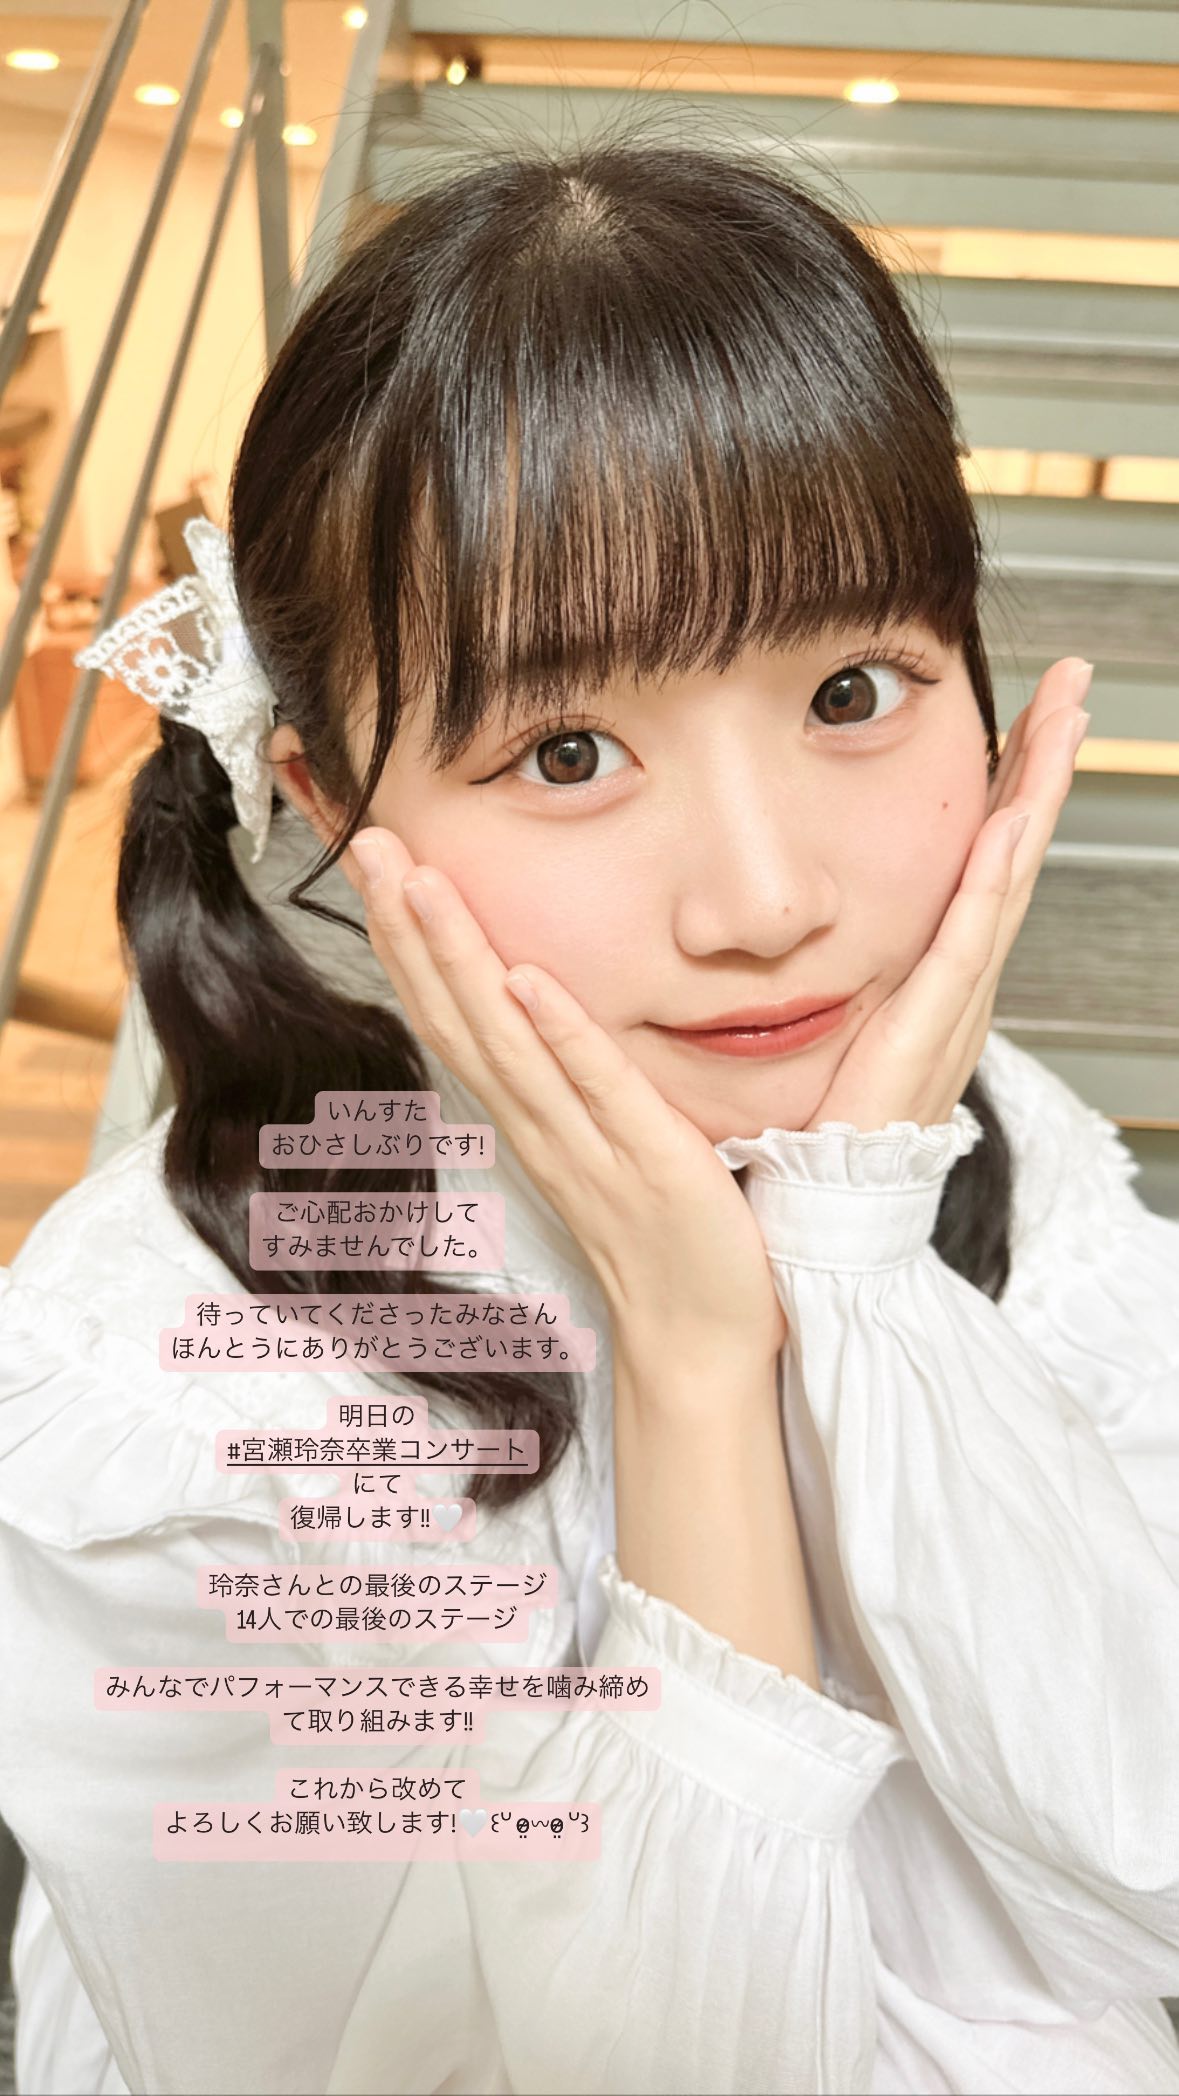 いんすた
おひさしぶりです!
ご心配おかけして
すみませんでした。
待っていてくださったみなさん
ほんとうにありがとうございます。
明日の
#宮瀬玲奈卒業コンサート
にて
復帰します‼🤍
玲奈さんとの最後のステージ
14人での最後のステージ
みんなでパフォーマンスできる幸せを噛み締め
て取り組みます‼
これから改めて
よろしくお願い致します!🤍